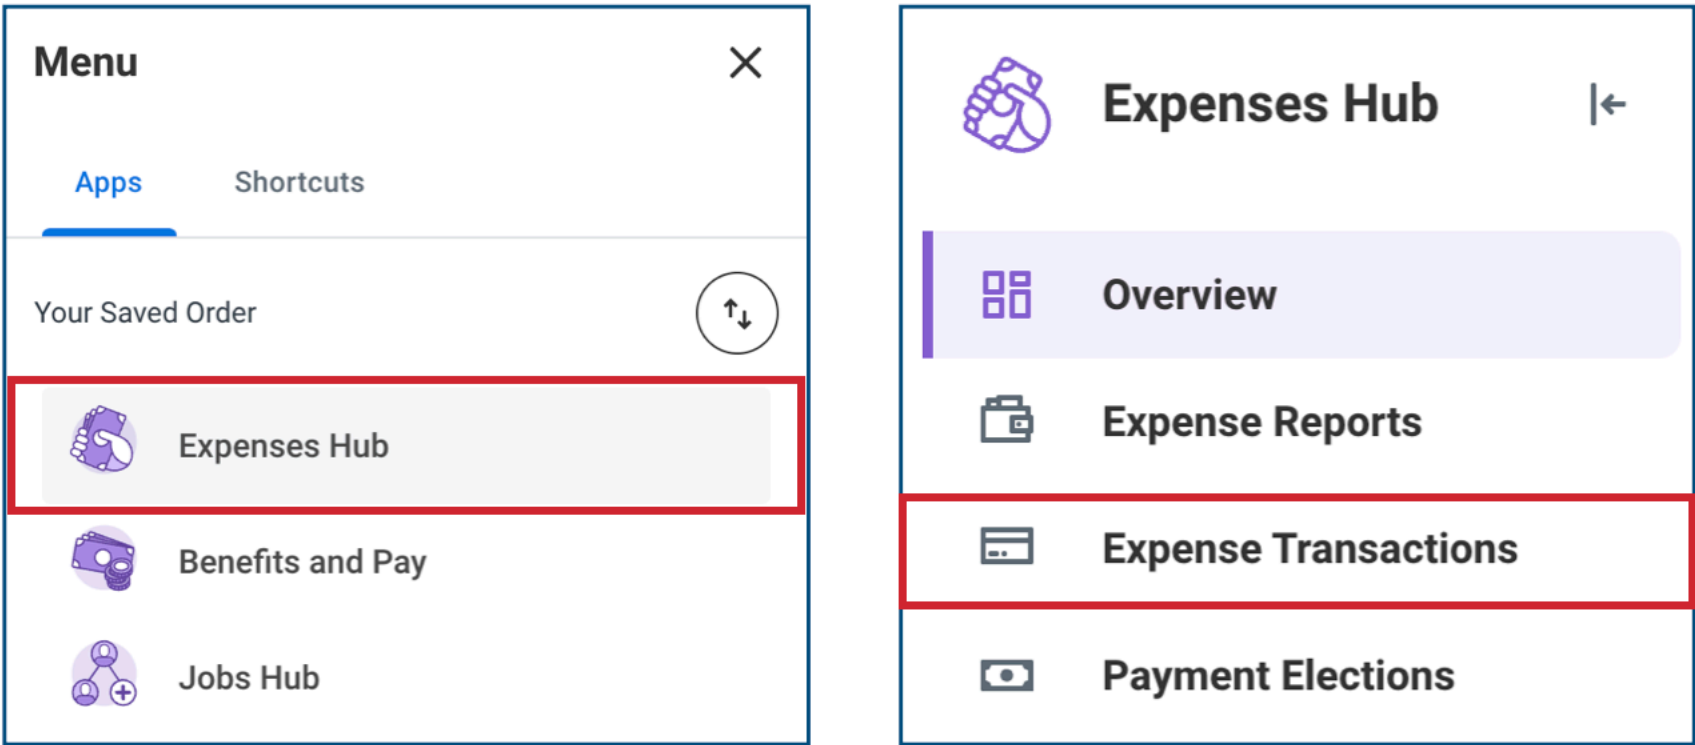 Menu
Apps
Shortcuts
Your Saved Order
Expenses Hub
Benefits and Pay
Jobs Hub
Expenses Hub
Overview
Expense Reports
Expense Transactions
Payment Elections